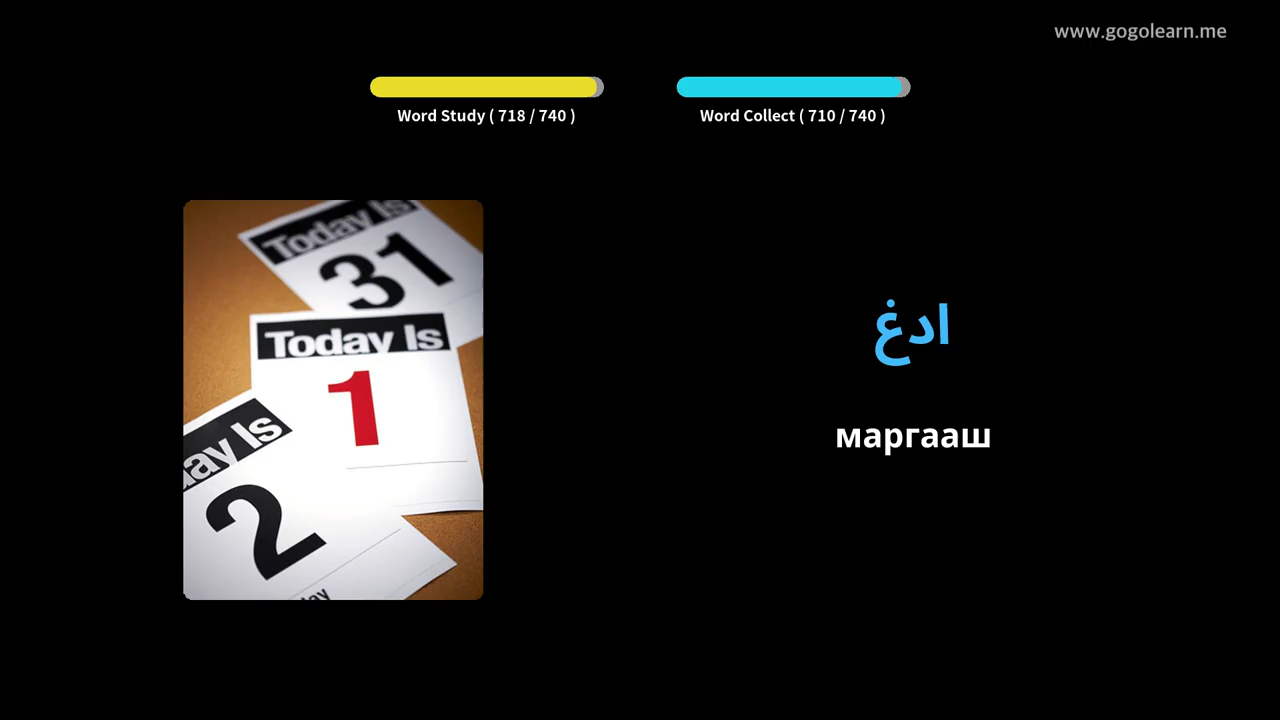 www.gogolearn.me
Word Study ( 718 / 740 )
Word Collect ( 710 / 740 )
Today Is
31
Today Is
1
ay Is
2
ادغ
маргааш